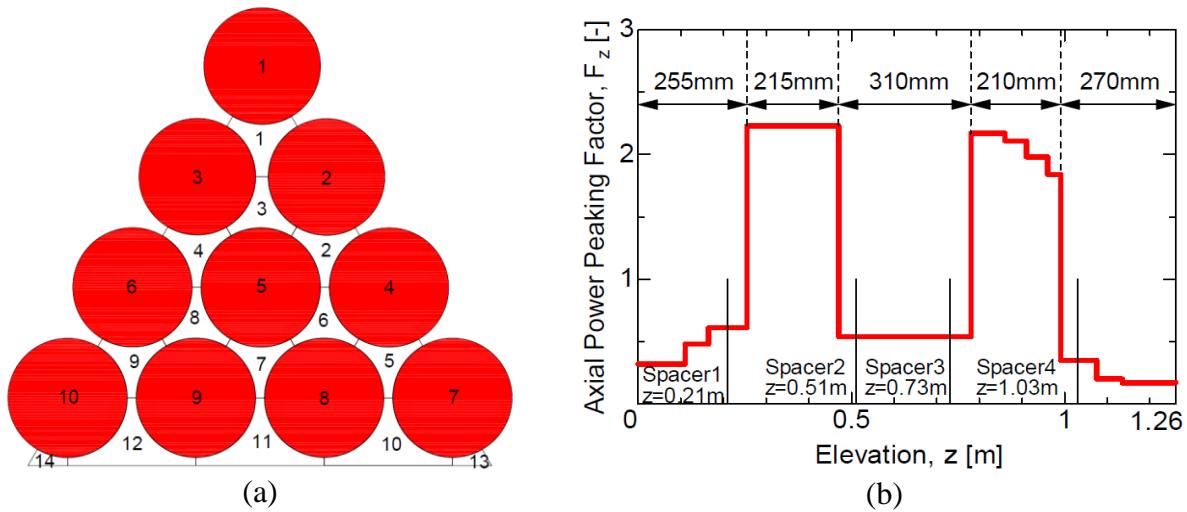 1
1
3
2
3
4
2
6
5
4
8
6
9
7
5
10
9
8
7
12
11
10
14
13
(a)
Axial Power Peaking Factor, F_z [-]
3
2
1
255mm
215mm
310mm
210mm
270mm
Spacer1
z=0.21m
Spacer2
z=0.51m
Spacer3
z=0.73m
Spacer4
z=1.03m
0
0.5
1
1.26
Elevation, z [m]
(b)